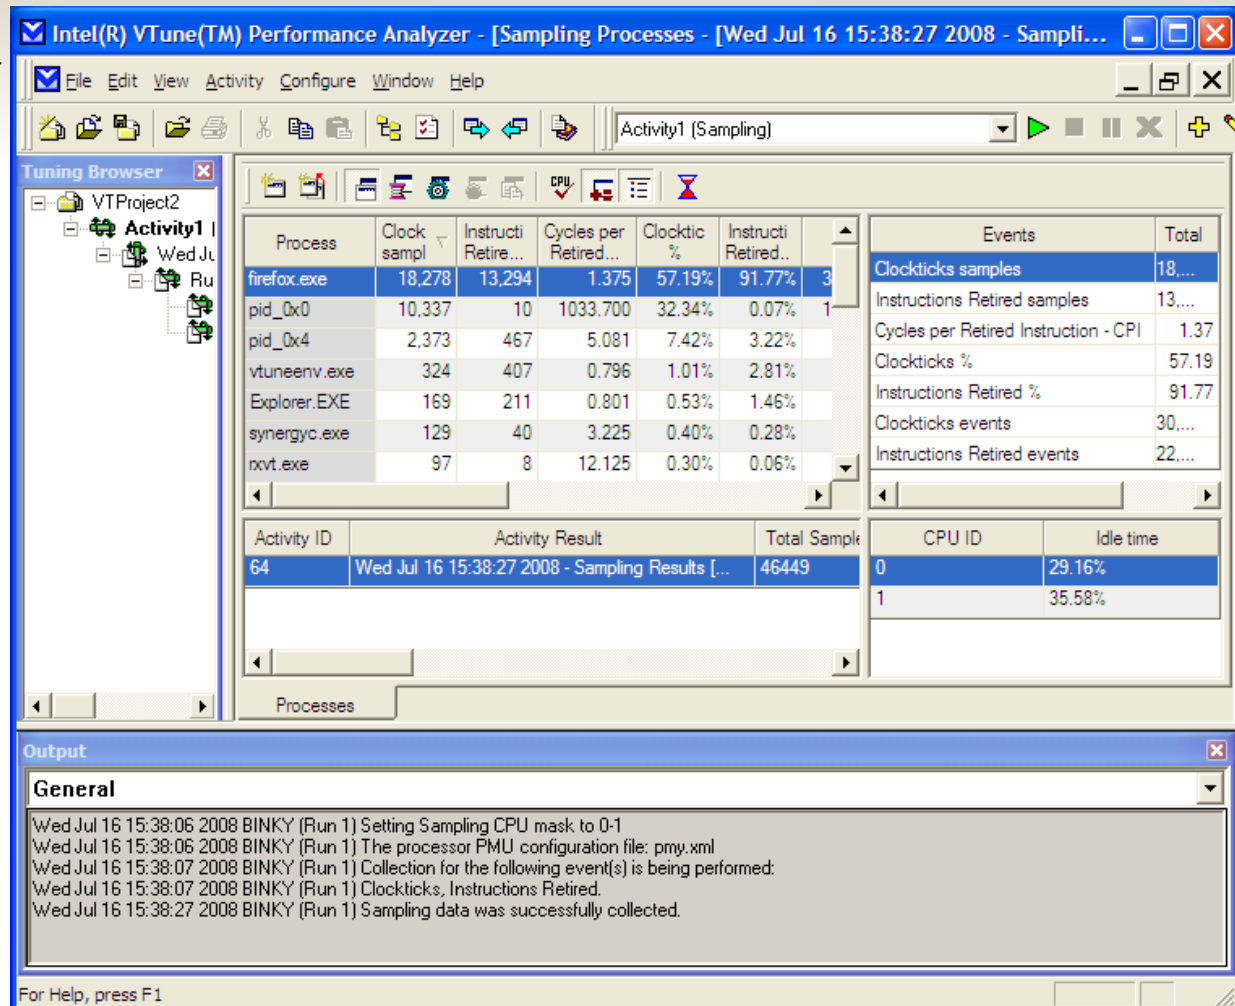 Intel(R) VTune(TM) Performance Analyzer - [Sampling Processes - [Wed Jul 16 15:38:27 2008 - Sampli...
File Edit View Activity Configure Window Help
Activity1 (Sampling)
Tuning Browser
VTProject2
Activity1
Wed Ju
Ru
CPU
Process Clock sampl Instructi Retire... Cycles per Retired... Clocktic % Instructi Retired...
firefox.exe 18,278 13,294 1.375 57.19% 91.77% 3
pid_0x0 10,337 10 1033.700 32.34% 0.07% 1
pid_0x4 2,373 467 5.081 7.42% 3.22%
vtuneenv.exe 324 407 0.796 1.01% 2.81%
Explorer.EXE 169 211 0.801 0.53% 1.46%
synergyc.exe 129 40 3.225 0.40% 0.28%
rxvt.exe 97 8 12.125 0.30% 0.06%
Events Total
Clockticks samples 18,...
Instructions Retired samples 13,...
Cycles per Retired Instruction - CPI 1.37
Clockticks % 57.19
Instructions Retired % 91.77
Clockticks events 30,...
Instructions Retired events 22,...
Activity ID Activity Result Total Sample
64 Wed Jul 16 15:38:27 2008 - Sampling Results [... 46449
CPU ID Idle time
0 29.16%
1 35.58%
Processes
Output
General
Wed Jul 16 15:38:06 2008 BINKY (Run 1) Setting Sampling CPU mask to 0-1
Wed Jul 16 15:38:06 2008 BINKY (Run 1) The processor PMU configuration file: pmy.xml
Wed Jul 16 15:38:07 2008 BINKY (Run 1) Collection for the following event(s) is being performed:
Wed Jul 16 15:38:07 2008 BINKY (Run 1) Clockticks, Instructions Retired.
Wed Jul 16 15:38:27 2008 BINKY (Run 1) Sampling data was successfully collected.
For Help, press F1